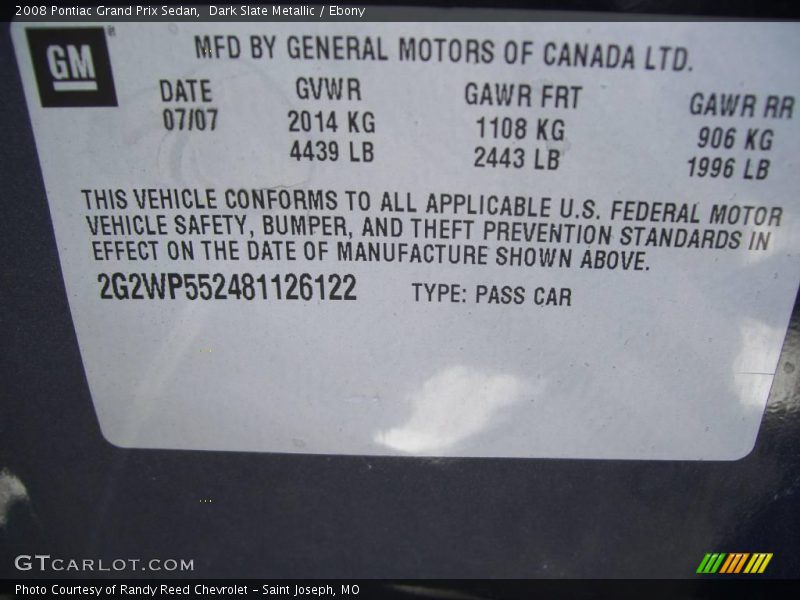 2008 Pontiac Grand Prix Sedan, Dark Slate Metallic / Ebony
GM
MFD BY GENERAL MOTORS OF CANADA LTD.
DATE GVWR GAWR FRT GAWR RR
07/07 2014 KG 1108 KG 906 KG
4439 LB 2443 LB 1996 LB
THIS VEHICLE CONFORMS TO ALL APPLICABLE U.S. FEDERAL MOTOR
VEHICLE SAFETY, BUMPER, AND THEFT PREVENTION STANDARDS IN
EFFECT ON THE DATE OF MANUFACTURE SHOWN ABOVE.
2G2WP552481126122 TYPE: PASS CAR
GTCARLOT.COM
Photo Courtesy of Randy Reed Chevrolet - Saint Joseph, MO